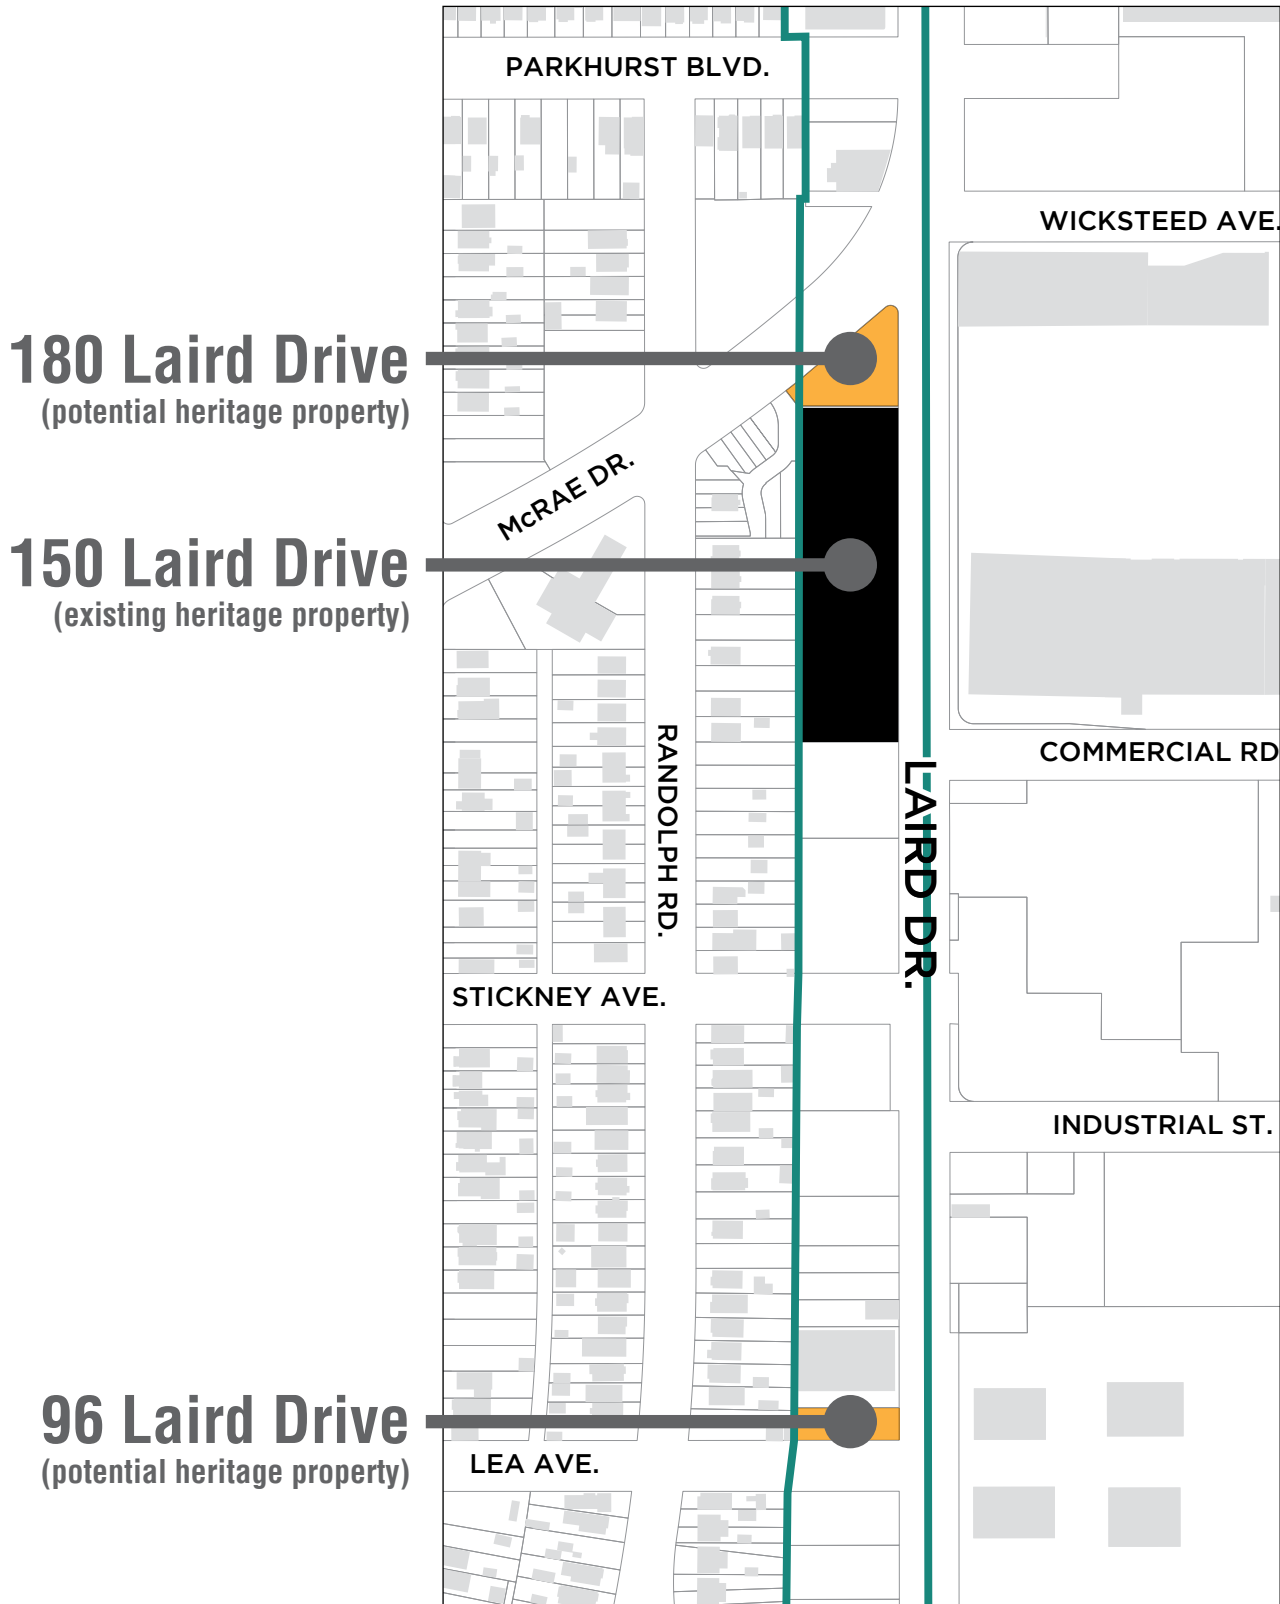 PARKHURST BLVD.
WICKSTEED AVE.
180 Laird Drive
(potential heritage property)
McRAE DR.
150 Laird Drive
(existing heritage property)
RANDOLPH RD.
COMMERCIAL RD
LAIRD DR.
STICKNEY AVE.
INDUSTRIAL ST.
96 Laird Drive
(potential heritage property)
LEA AVE.